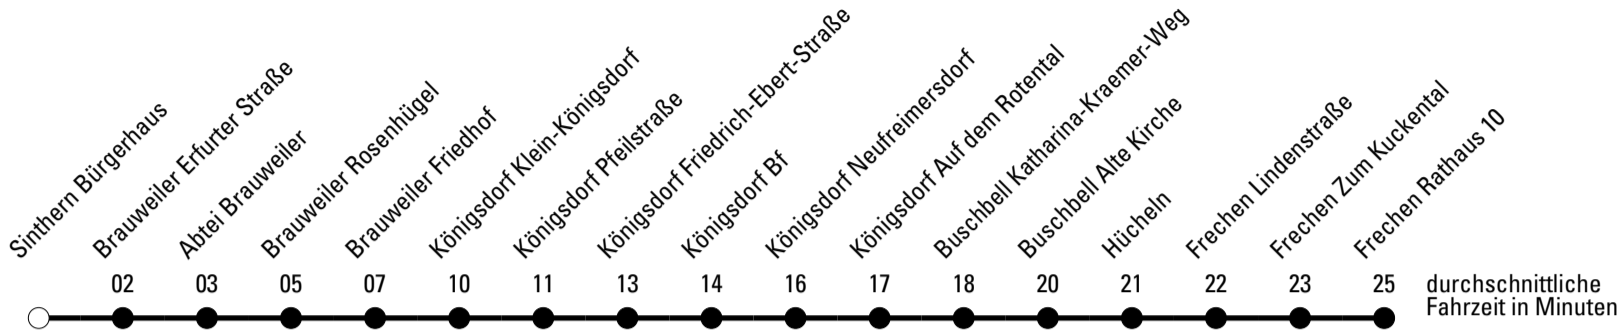 Sinthern Bürgerhaus
Brauweiler Erfurter Straße
Abtei Brauweiler
Brauweiler Rosenhügel
Brauweiler Friedhof
Königsdorf Klein-Königsdorf
Königsdorf Pfeilstraße
Königsdorf Friedrich-Ebert-Straße
Königsdorf Bf
Königsdorf Neufreimersdorf
Königsdorf Auf dem Rotental
Buschbell Katharina-Kraemer-Weg
Buschbell Alte Kirche
Hücheln
Frechen Lindenstraße
Frechen Zum Kuckental
Frechen Rathaus 10
02 03 05 07 10 11 13 14 16 17 18 20 21 22 23 25 durchschnittliche
Fahrzeit in Minuten